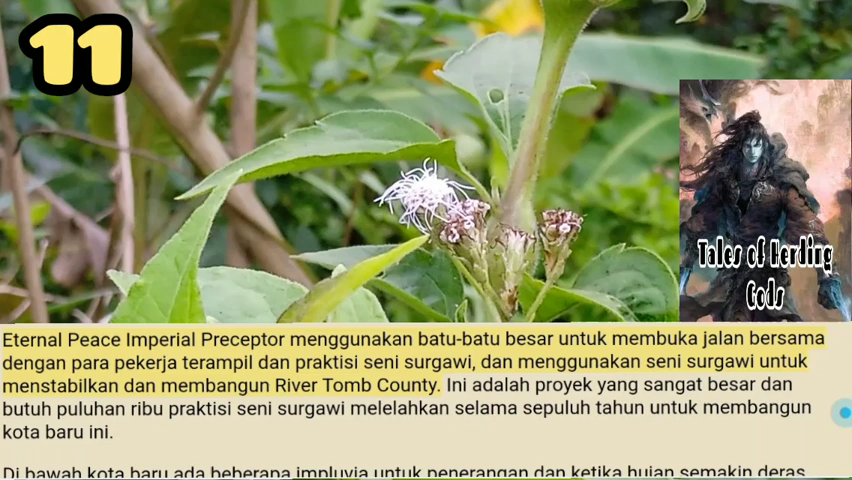 11
Tales of Herding
Gods
Eternal Peace Imperial Preceptor menggunakan batu-batu besar untuk membuka jalan bersama
dengan para pekerja terampil dan praktisi seni surgawi, dan menggunakan seni surgawi untuk
menstabilkan dan membangun River Tomb County. Ini adalah proyek yang sangat besar dan
butuh puluhan ribu praktisi seni surgawi melelahkan selama sepuluh tahun untuk membangun
kota baru ini.
Di bawah kota baru ada beberapa impluvia untuk penerangan dan ketika hujan semakin deras